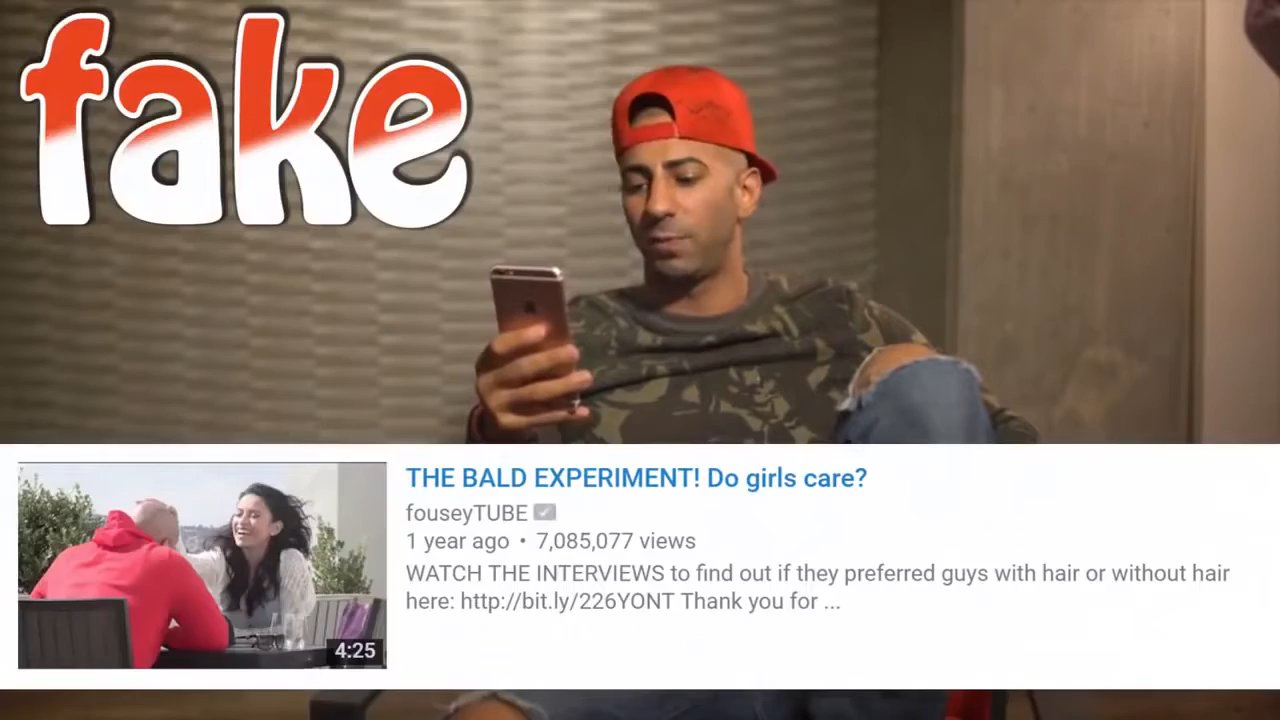 fake
THE BALD EXPERIMENT! Do girls care?
fouseyTUBE
1 year ago • 7,085,077 views
WATCH THE INTERVIEWS to find out if they preferred guys with hair or without hair
here: http://bit.ly/226YONT Thank you for ...
4:25